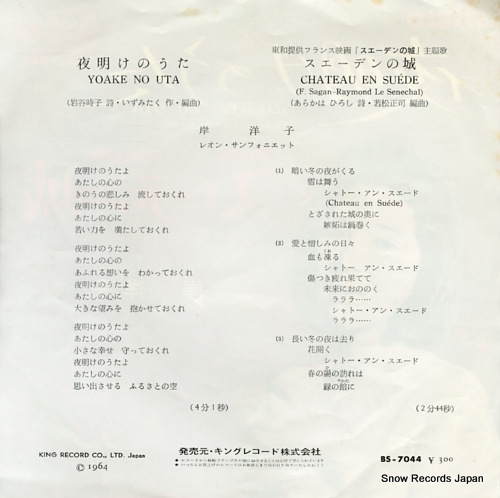 夜明けのうた
YOAKE NO UTA
(岩谷時子 詩・いずみたく 作・編曲)
東和提供フランス映画「スエーデンの城」主題歌
スエーデンの城
CHATEAU EN SUÉDE
(F. Sagan-Raymond Le Senechal)
(あらかは ひろし 詩・若松正司 編曲)
岸 洋子
レオン・サンフォニエット
夜明けのうたよ
あたしの心の
きのうの悲しみ 流しておくれ
夜明けのうたよ
あたしの心に
若い力を 満たしておくれ
夜明けのうたよ
あたしの心の
あふれる想いを わかっておくれ
夜明けのうたよ
あたしの心に
大きな望みを 抱かせておくれ
夜明けのうたよ
あたしの心の
小さな幸せ 守っておくれ
夜明けのうたよ
あたしの心に
思い出させる ふるさとの空
(4分1秒)
(1) 暗い冬の夜がくる
雪は舞う
シャトー・アン・スエード
(Chateau en Suéde)
とざされた城の奥に
嫉妬は渦巻く
(2) 愛と憎しみの日々
血も凍る
シャトー アン・スエード
傷つき疲れ果てて
未来におののく
ラララ……
シャトー・アン・スエード
ラララ……
(3) 長い冬の夜は去り
花開く
シャトー・アン・スエード
春の陽の訪れは
緑の館に
(2分44秒)
KING RECORD CO., LTD. Japan
Ⓒ 1964
発売元・キングレコード株式会社
BS-7044 ￥300
Snow Records Japan